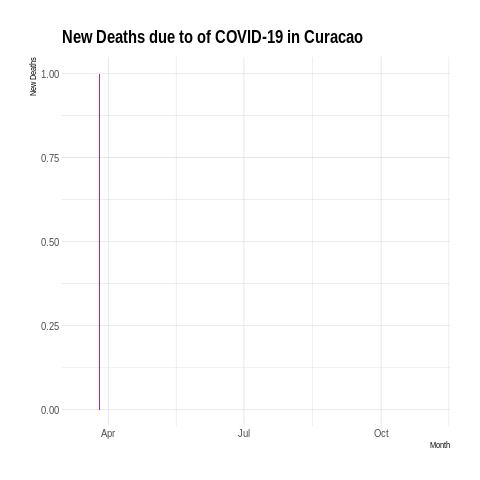 New Deaths due to of COVID-19 in Curacao
New Deaths
1.00
0.75
0.50
0.25
0.00
Apr
Jul
Oct
Month